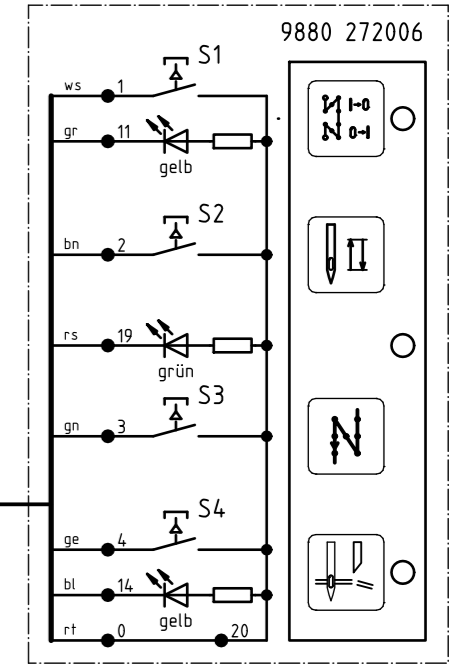 9880 272006
S1
ws 1
I→0
0→I
gr 11
gelb
S2
bn 2
rs 19
grün
S3
gn 3
S4
ge 4
bl 14
gelb
rt 0 20